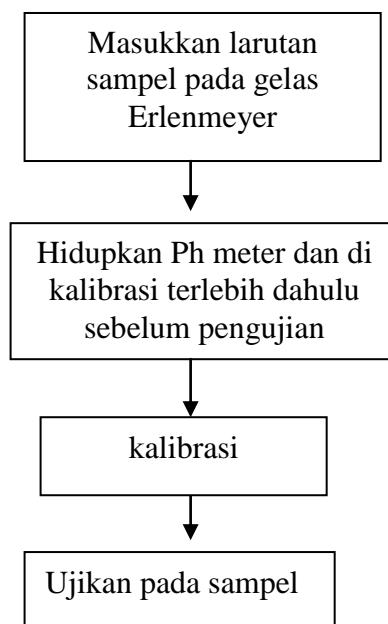 Masukkan larutan
sampel pada gelas
Erlenmeyer
Hidupkan Ph meter dan di
kalibrasi terlebih dahulu
sebelum pengujian
kalibrasi
Ujikan pada sampel